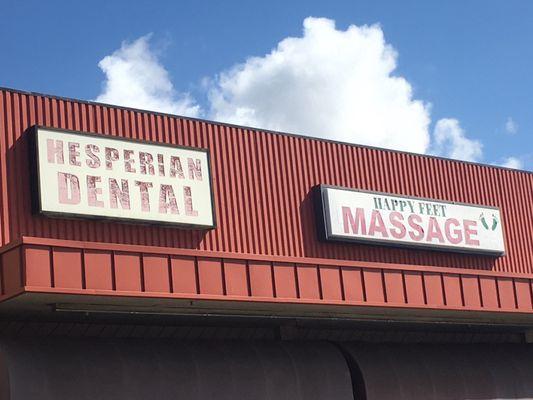 HESPERIAN
DENTAL
HAPPY FEET
MASSAGE